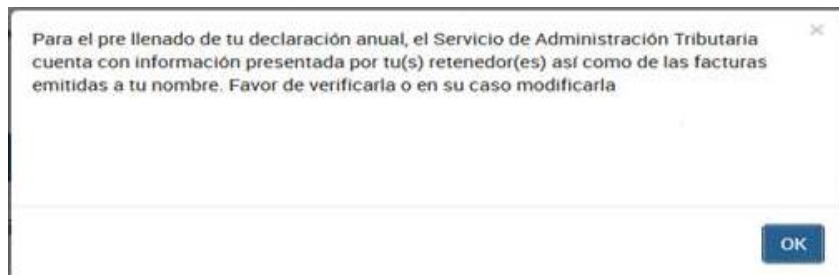 Para el pre llenado de tu declaración anual, el Servicio de Administración Tributaria
cuenta con información presentada por tu(s) retenedor(es) así como de las facturas
emitidas a tu nombre. Favor de verificarla o en su caso modificarla
OK